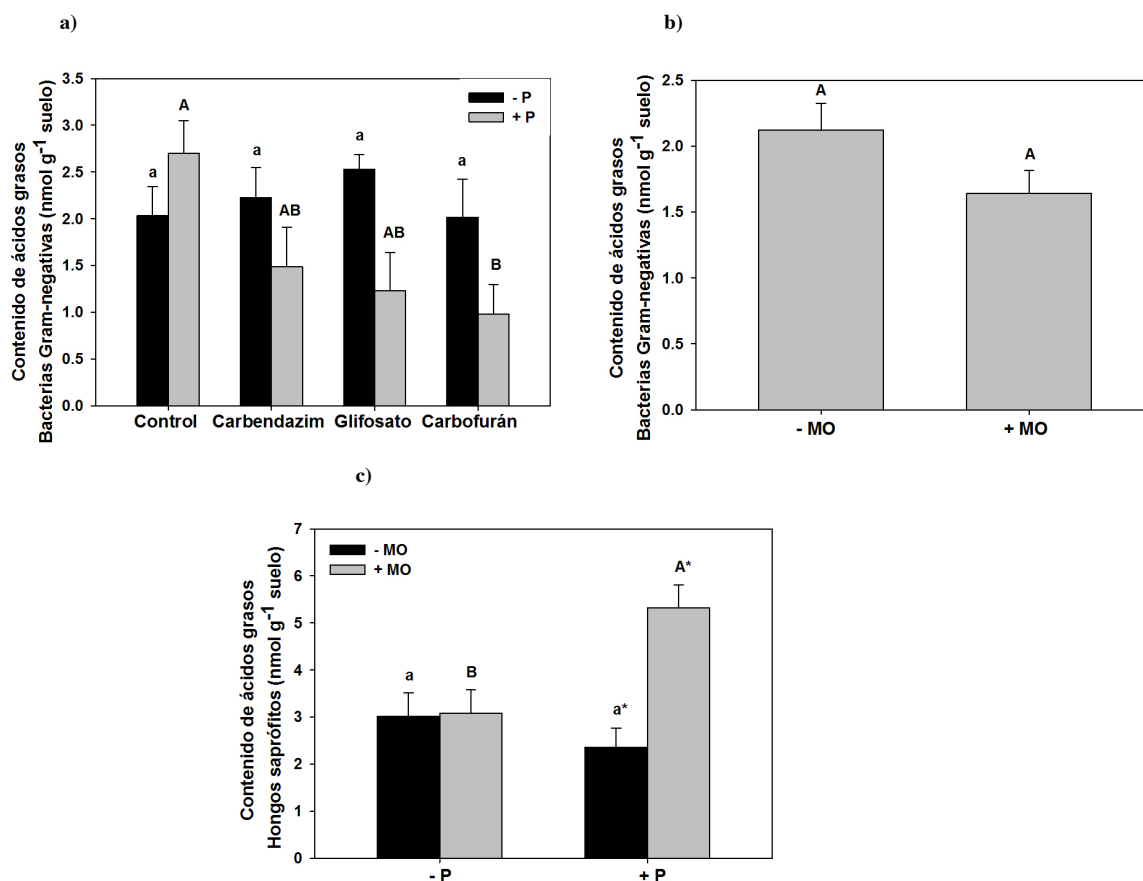 a)
Contenido de ácidos grasos
Bacterias Gram-negativas (nmol g⁻¹ suelo)
3.5
3.0
2.5
2.0
1.5
1.0
0.5
0.0
- P
+ P
a
A
a
AB
a
AB
a
B
Control
Carbendazim
Glifosato
Carbofurán
b)
Contenido de ácidos grasos
Bacterias Gram-negativas (nmol g⁻¹ suelo)
2.5
2.0
1.5
1.0
0.5
0.0
A
A
- MO
+ MO
c)
Contenido de ácidos grasos
Hongos saprófitos (nmol g⁻¹ suelo)
7
6
5
4
3
2
1
0
- MO
+ MO
a
B
a*
A*
- P
+ P